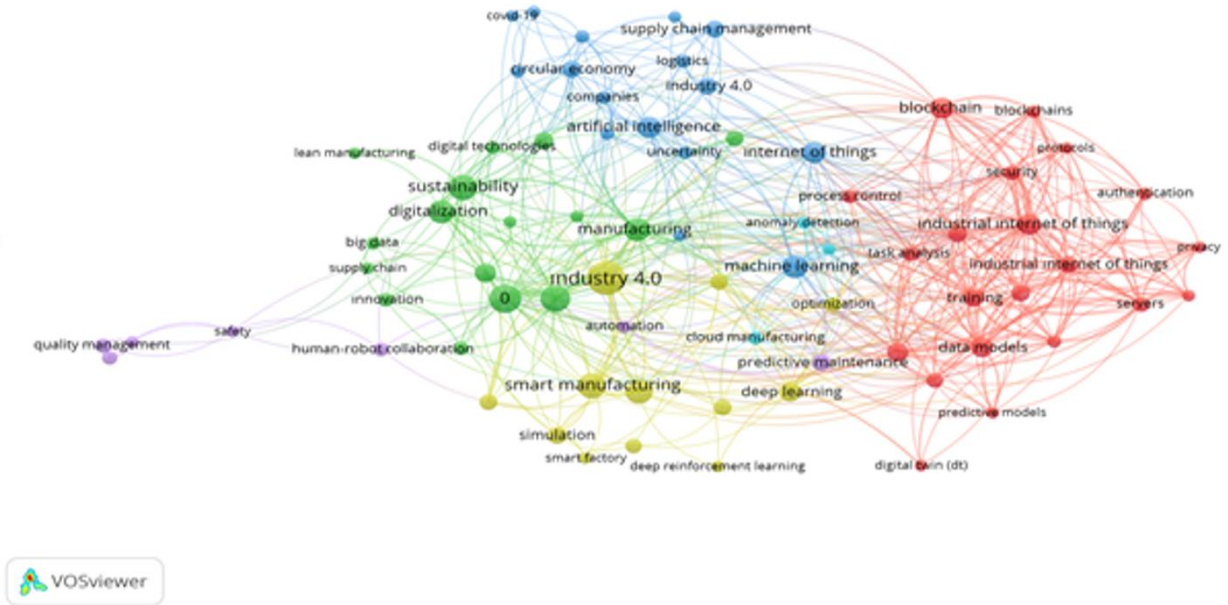 covid-19
supply chain management
logistics
circular economy
industry 4.0
companies
blockchain
blockchains
artificial intelligence
lean manufacturing
digital technologies
uncertainty
internet of things
protocols
security
sustainability
process control
authentication
digitalization
manufacturing
anomaly detection
industrial internet of things
big data
task analysis
privacy
supply chain
machine learning
industrial internet of things
industry 4.0
innovation
0
optimization
training
servers
safety
automation
quality management
human-robot collaboration
cloud manufacturing
data models
predictive maintenance
smart manufacturing
deep learning
predictive models
simulation
smart factory
deep reinforcement learning
digital twin (dt)
VOSviewer